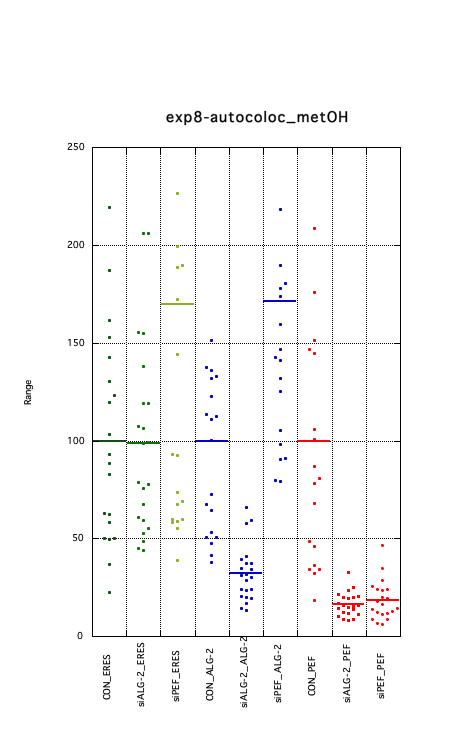 exp8-autocoloc_metOH
250
200
150
100
50
0
Range
CON_ERES
siALG-2_ERES
siPEF_ERES
CON_ALG-2
siALG-2_ALG-2
siPEF_ALG-2
CON_PEF
siALG-2_PEF
siPEF_PEF